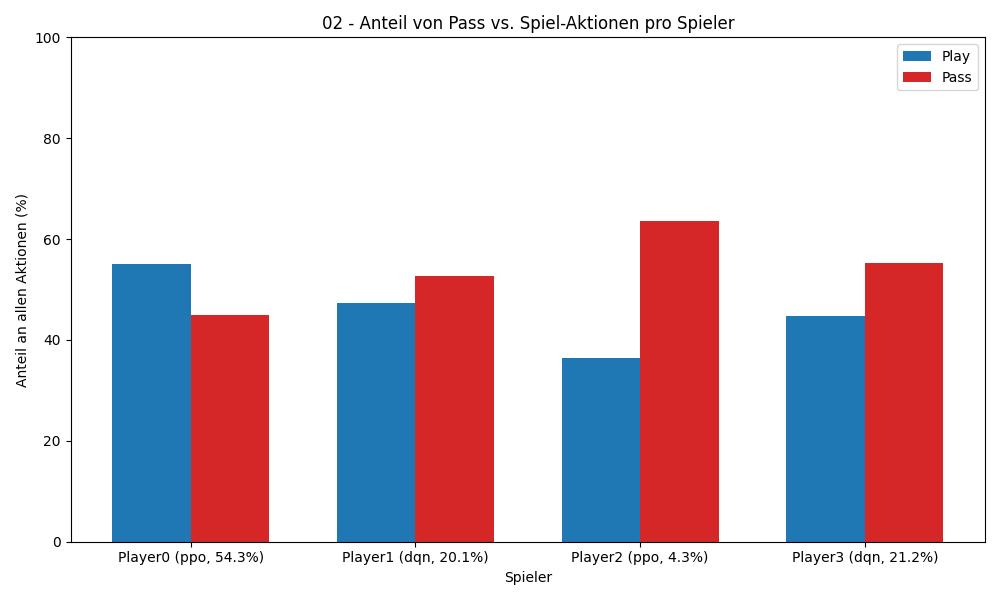 02 - Anteil von Pass vs. Spiel-Aktionen pro Spieler
Play
Pass
Anteil an allen Aktionen (%)
100
80
60
40
20
0
Player0 (ppo, 54.3%)
Player1 (dqn, 20.1%)
Player2 (ppo, 4.3%)
Player3 (dqn, 21.2%)
Spieler